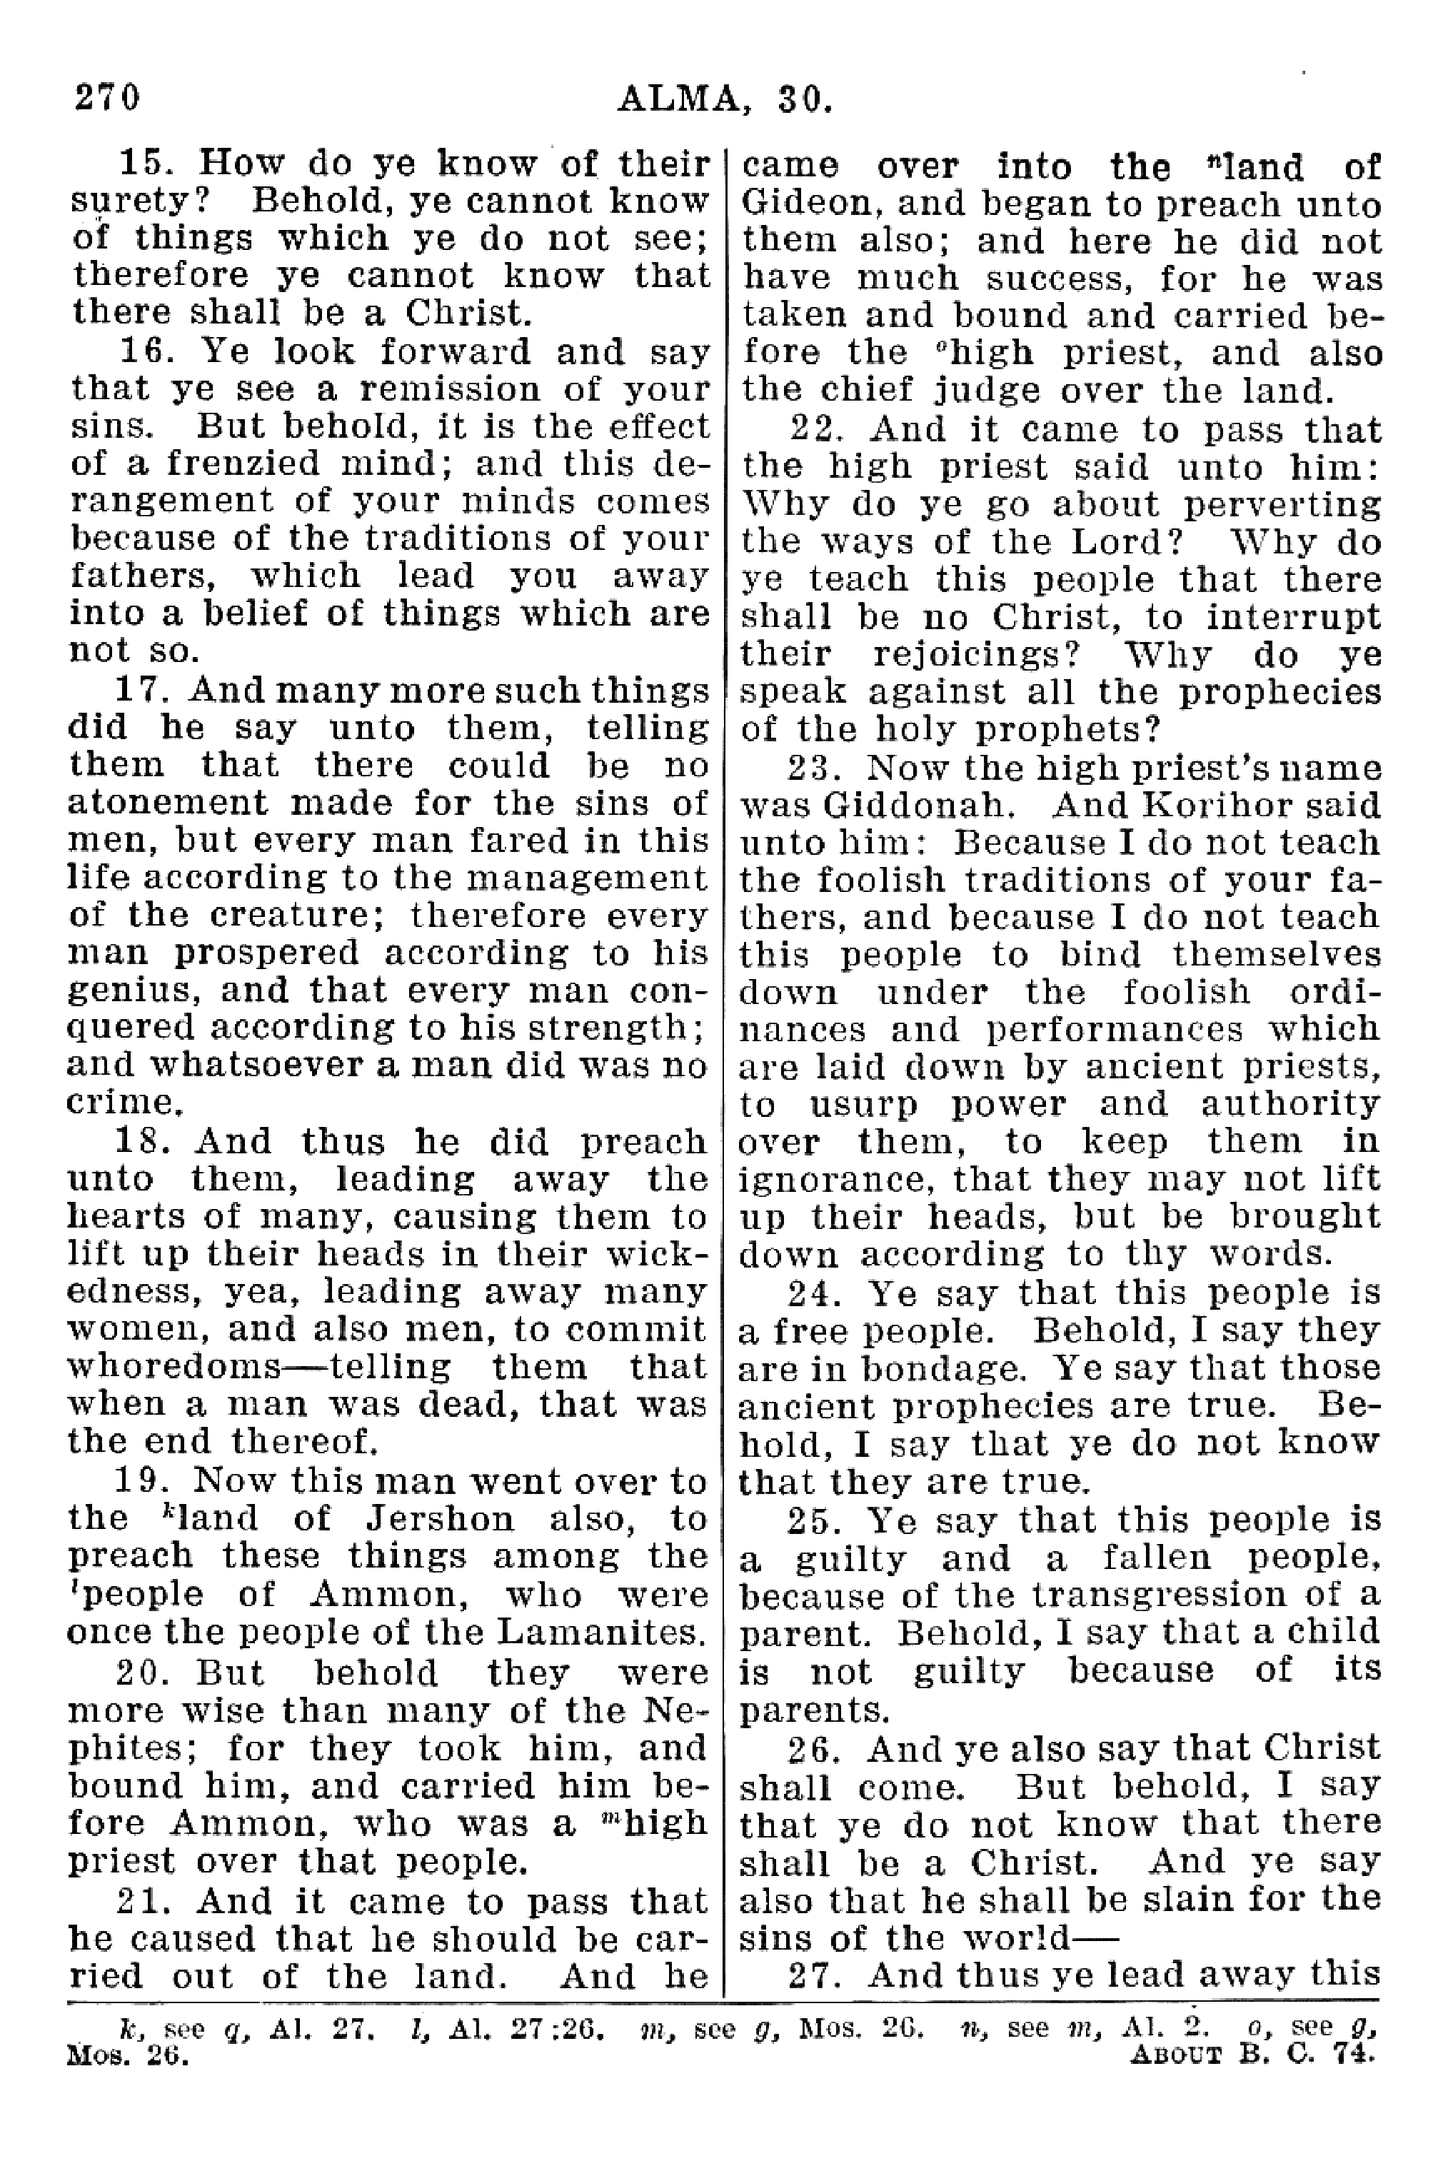 270
ALMA, 30.
15. How do ye know of their
surety? Behold, ye cannot know
of things which ye do not see;
therefore ye cannot know that
there shall be a Christ.
16. Ye look forward and say
that ye see a remission of your
sins. But behold, it is the effect
of a frenzied mind; and this de-
rangement of your minds comes
because of the traditions of your
fathers, which lead you away
into a belief of things which are
not so.
17. And many more such things
did he say unto them, telling
them that there could be no
atonement made for the sins of
men, but every man fared in this
life according to the management
of the creature; therefore every
man prospered according to his
genius, and that every man con-
quered according to his strength;
and whatsoever a man did was no
crime.
18. And thus he did preach
unto them, leading away the
hearts of many, causing them to
lift up their heads in their wick-
edness, yea, leading away many
women, and also men, to commit
whoredoms—telling them that
when a man was dead, that was
the end thereof.
19. Now this man went over to
the kland of Jershon also, to
preach these things among the
lpeople of Ammon, who were
once the people of the Lamanites.
20. But behold they were
more wise than many of the Ne-
phites; for they took him, and
bound him, and carried him be-
fore Ammon, who was a mhigh
priest over that people.
21. And it came to pass that
he caused that he should be car-
ried out of the land. And he
came over into the nland of
Gideon, and began to preach unto
them also; and here he did not
have much success, for he was
taken and bound and carried be-
fore the ohigh priest, and also
the chief judge over the land.
22. And it came to pass that
the high priest said unto him:
Why do ye go about perverting
the ways of the Lord? Why do
ye teach this people that there
shall be no Christ, to interrupt
their rejoicings? Why do ye
speak against all the prophecies
of the holy prophets?
23. Now the high priest's name
was Giddonah. And Korihor said
unto him: Because I do not teach
the foolish traditions of your fa-
thers, and because I do not teach
this people to bind themselves
down under the foolish ordi-
nances and performances which
are laid down by ancient priests,
to usurp power and authority
over them, to keep them in
ignorance, that they may not lift
up their heads, but be brought
down according to thy words.
24. Ye say that this people is
a free people. Behold, I say they
are in bondage. Ye say that those
ancient prophecies are true. Be-
hold, I say that ye do not know
that they are true.
25. Ye say that this people is
a guilty and a fallen people,
because of the transgression of a
parent. Behold, I say that a child
is not guilty because of its
parents.
26. And ye also say that Christ
shall come. But behold, I say
that ye do not know that there
shall be a Christ. And ye say
also that he shall be slain for the
sins of the world—
27. And thus ye lead away this
k, see q, Al. 27. l, Al. 27:26. m, see g, Mos. 26. n, see m, Al. 2. o, see g,
Mos. 26.
ABOUT B. C. 74.